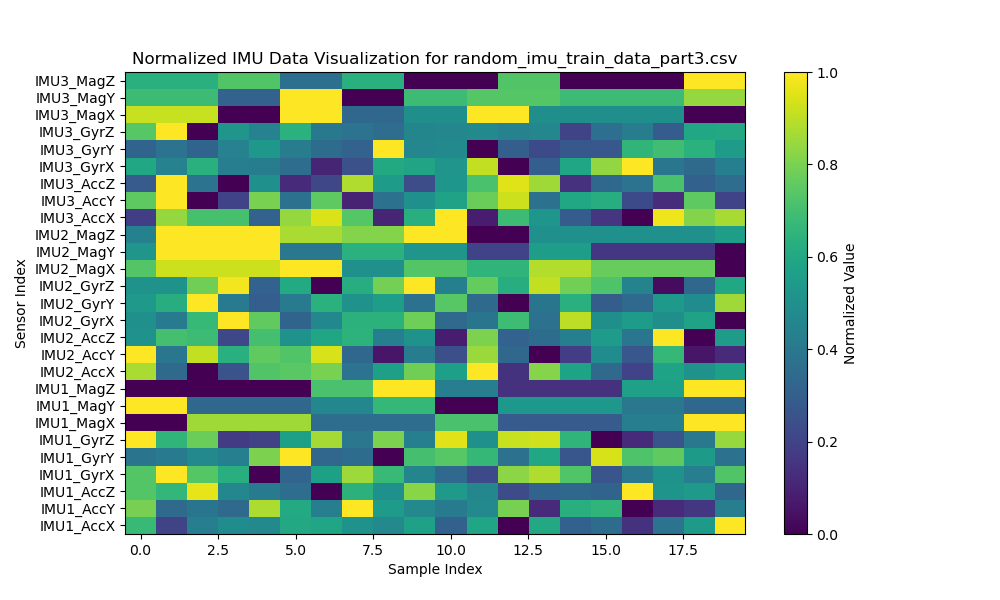 Normalized IMU Data Visualization for random_imu_train_data_part3.csv
IMU3_MagZ
IMU3_MagY
IMU3_MagX
IMU3_GyrZ
IMU3_GyrY
IMU3_GyrX
IMU3_AccZ
IMU3_AccY
IMU3_AccX
IMU2_MagZ
IMU2_MagY
IMU2_MagX
IMU2_GyrZ
IMU2_GyrY
IMU2_GyrX
IMU2_AccZ
IMU2_AccY
IMU2_AccX
IMU1_MagZ
IMU1_MagY
IMU1_MagX
IMU1_GyrZ
IMU1_GyrY
IMU1_GyrX
IMU1_AccZ
IMU1_AccY
IMU1_AccX
Sensor Index
0.0 2.5 5.0 7.5 10.0 12.5 15.0 17.5
Sample Index
1.0
0.8
0.6
0.4
0.2
0.0
Normalized Value